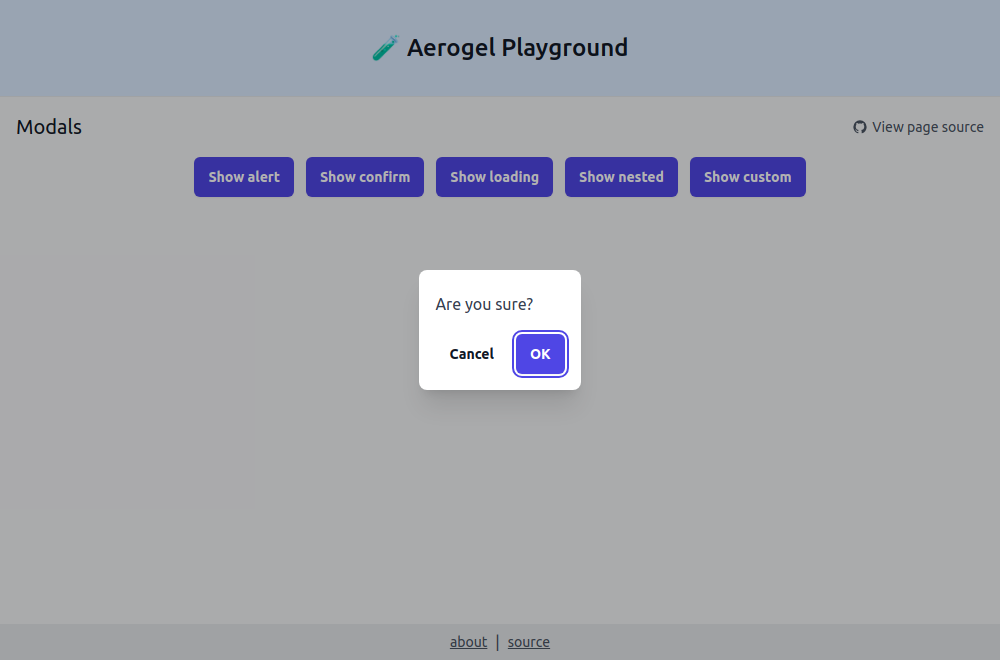 Aerogel Playground
Modals
View page source
Show alert
Show confirm
Show loading
Show nested
Show custom
Are you sure?
Cancel
OK
about | source